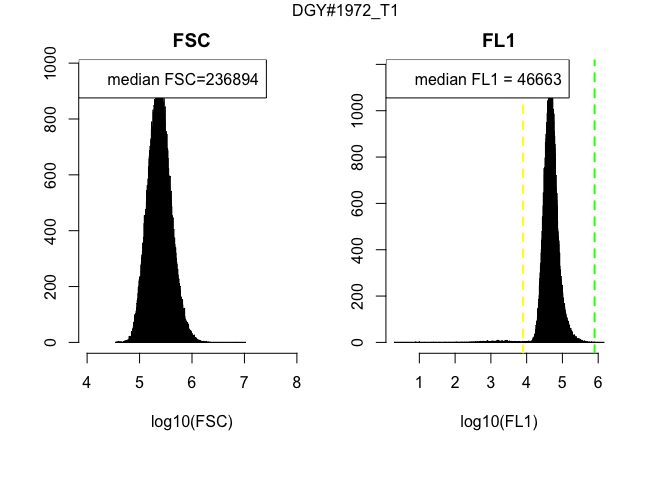 DGY#1972_T1
FSC
median FSC=236894
0
200
400
600
800
1000
4 5 6 7 8
log10(FSC)
FL1
median FL1 = 46663
0
200
400
600
800
1000
1 2 3 4 5 6
log10(FL1)